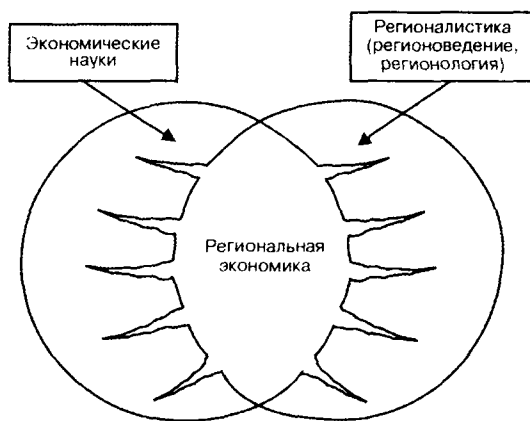 Экономические
науки
Регионалистика
(регионоведение,
регионология)
Региональная
экономика